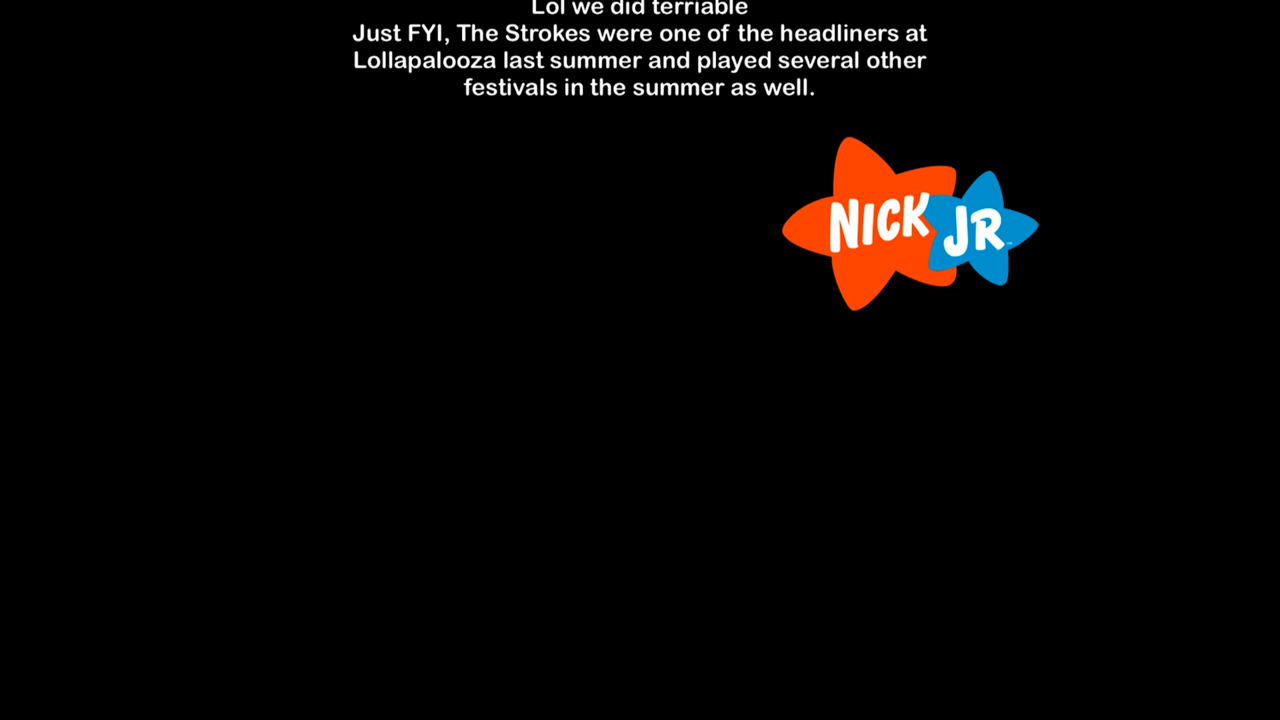 Lol we did terriable
Just FYI, The Strokes were one of the headliners at
Lollapalooza last summer and played several other
festivals in the summer as well.
NICK JR